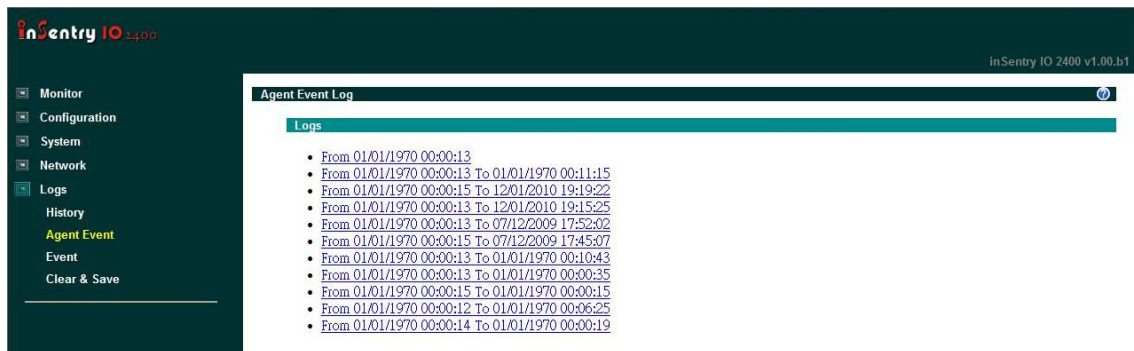 inSentry IO 2400
inSentry IO 2400 v1.00.b1
Monitor
Configuration
System
Network
Logs
History
Agent Event
Event
Clear & Save
Agent Event Log
?
Logs
• From 01/01/1970 00:00:13
• From 01/01/1970 00:00:13 To 01/01/1970 00:11:15
• From 01/01/1970 00:00:15 To 12/01/2010 19:19:22
• From 01/01/1970 00:00:13 To 12/01/2010 19:15:25
• From 01/01/1970 00:00:13 To 07/12/2009 17:52:02
• From 01/01/1970 00:00:15 To 07/12/2009 17:45:07
• From 01/01/1970 00:00:13 To 01/01/1970 00:10:43
• From 01/01/1970 00:00:13 To 01/01/1970 00:00:35
• From 01/01/1970 00:00:15 To 01/01/1970 00:00:15
• From 01/01/1970 00:00:12 To 01/01/1970 00:06:25
• From 01/01/1970 00:00:14 To 01/01/1970 00:00:19